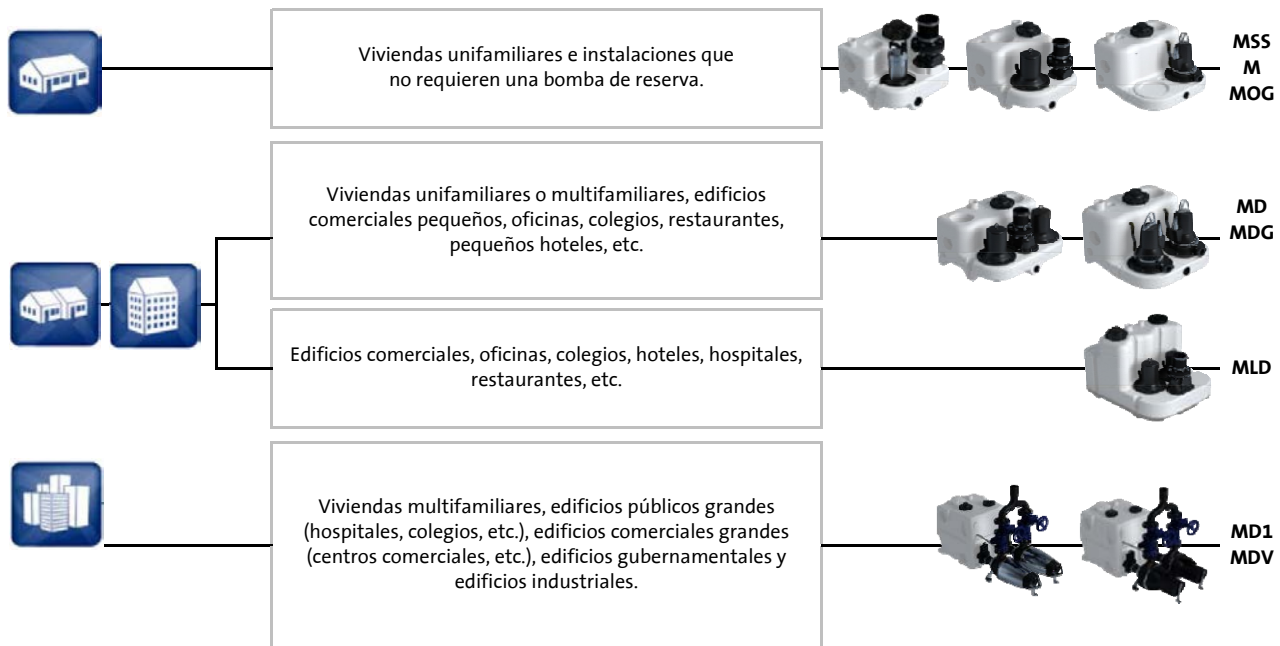 Viviendas unifamiliares e instalaciones que
no requieren una bomba de reserva.
MSS
M
MOG
Viviendas unifamiliares o multifamiliares, edificios
comerciales pequeños, oficinas, colegios, restaurantes,
pequeños hoteles, etc.
MD
MDG
Edificios comerciales, oficinas, colegios, hoteles, hospitales,
restaurantes, etc.
MLD
Viviendas multifamiliares, edificios públicos grandes
(hospitales, colegios, etc.), edificios comerciales grandes
(centros comerciales, etc.), edificios gubernamentales y
edificios industriales.
MD1
MDV